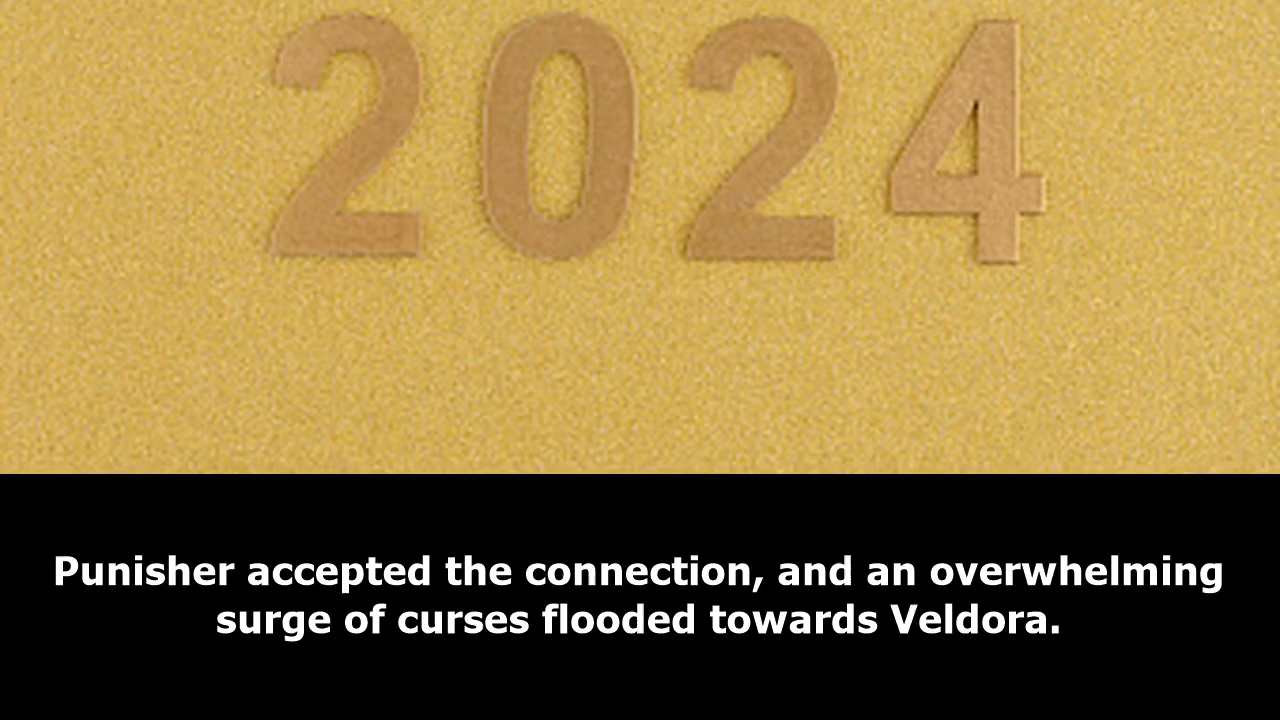 2024
Punisher accepted the connection, and an overwhelming
surge of curses flooded towards Veldora.